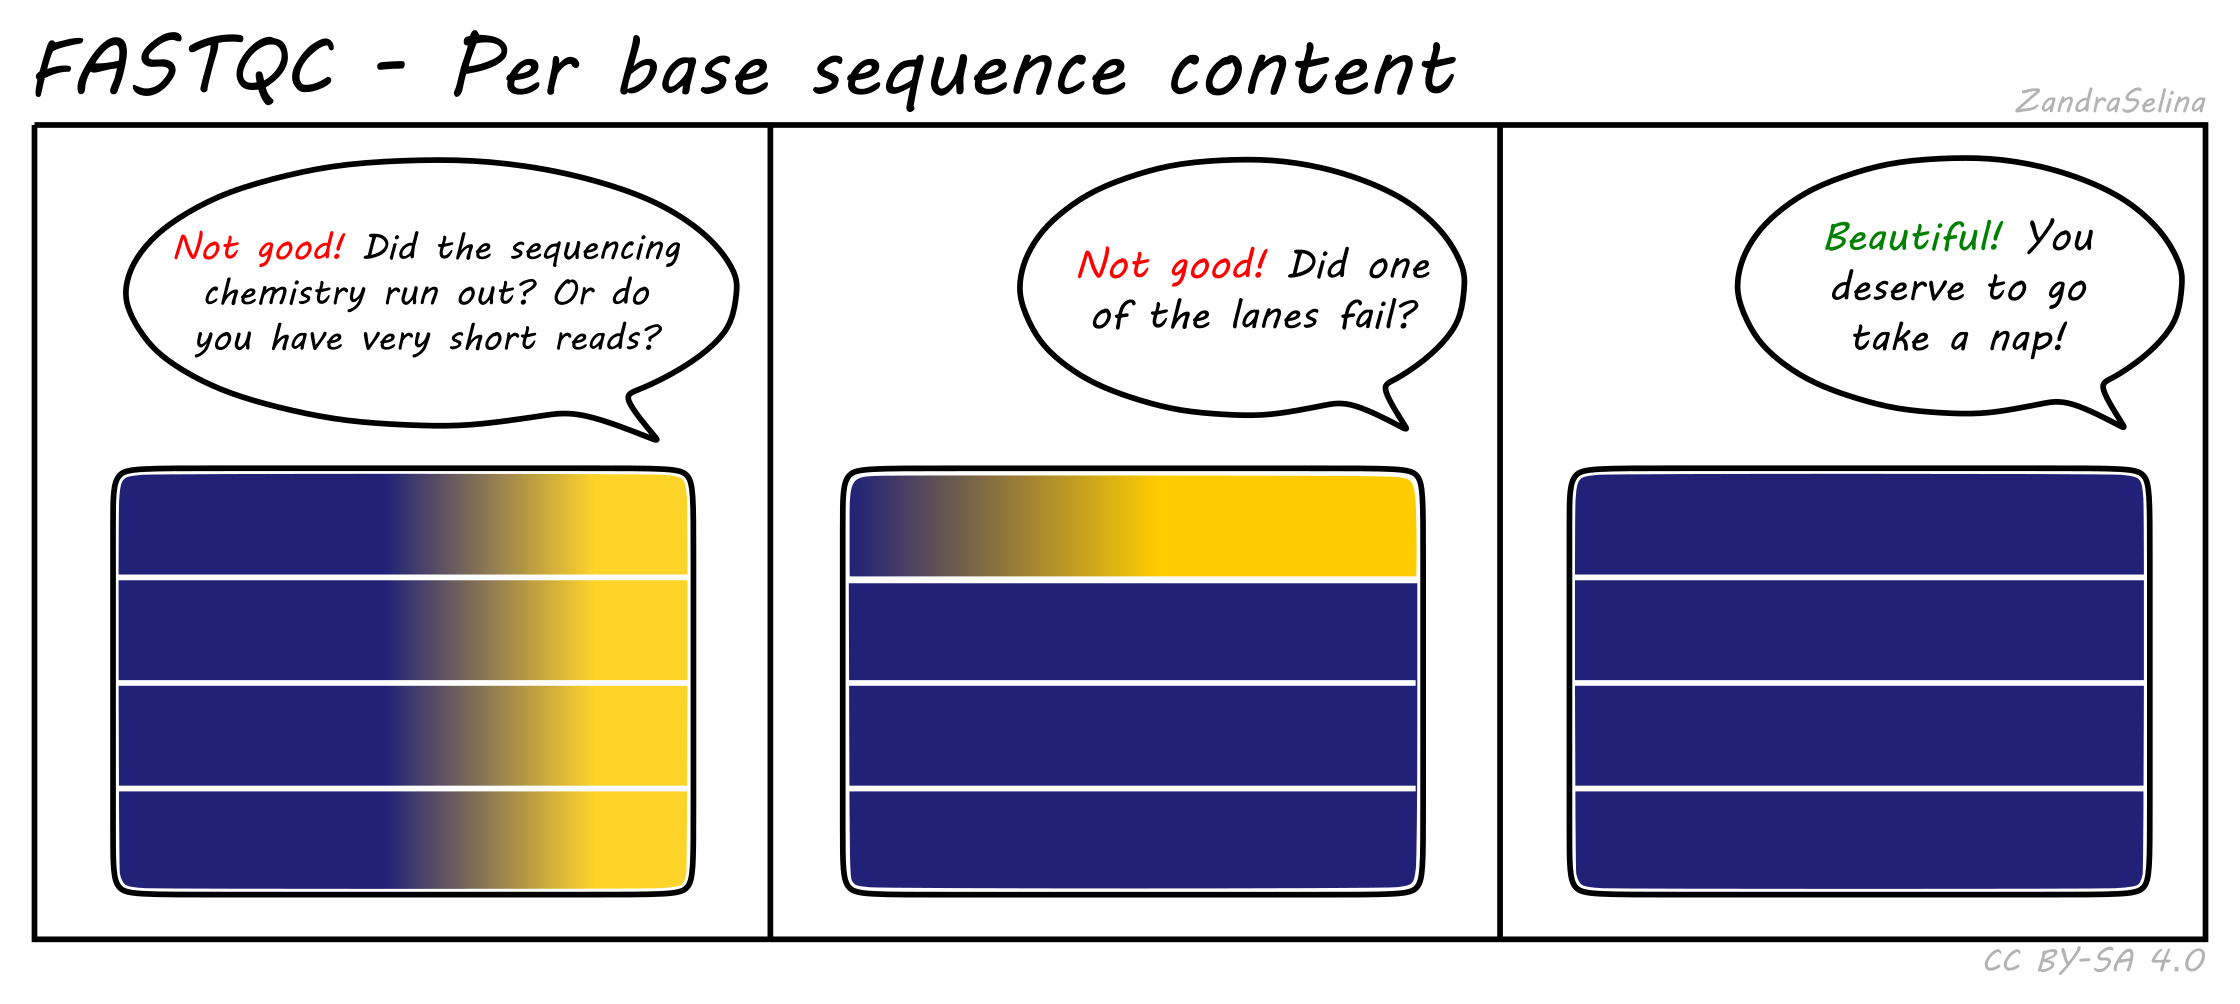 FASTQC - Per base sequence content
ZandraSelina
Not good! Did the sequencing
chemistry run out? Or do
you have very short reads?
Not good! Did one
of the lanes fail?
Beautiful! You
deserve to go
take a nap!
CC BY-SA 4.0